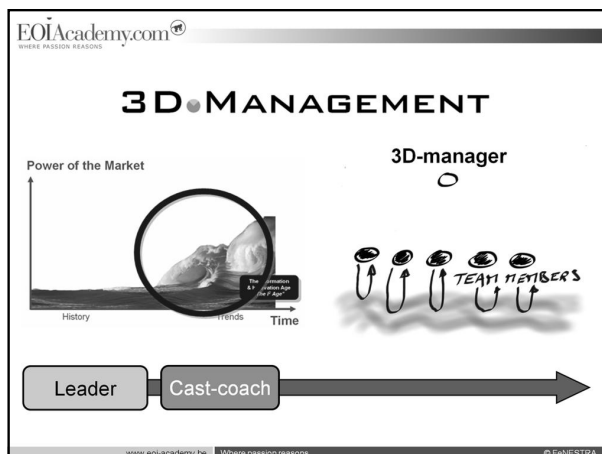 EOIAcademy.com
WHERE PASSION REASONS
3D MANAGEMENT
Power of the Market
History
Trends
Time
3D-manager
TEAM MEMBERS
Leader
Cast-coach
www.eoi-academy.be
Where passion reasons
© FeNESTRA